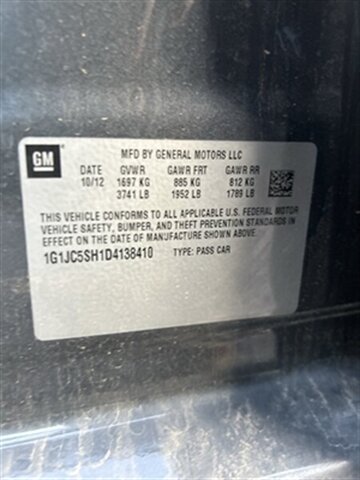 GM
MFD BY GENERAL MOTORS LLC
DATE GVWR GAWR FRT GAWR RR
10/12 1697 KG 885 KG 812 KG
3741 LB 1952 LB 1789 LB
THIS VEHICLE CONFORMS TO ALL APPLICABLE U.S. FEDERAL MOTOR
VEHICLE SAFETY, BUMPER, AND THEFT PREVENTION STANDARDS IN
EFFECT ON THE DATE OF MANUFACTURE SHOWN ABOVE.
1G1JC5SH1D4138410 TYPE: PASS CAR